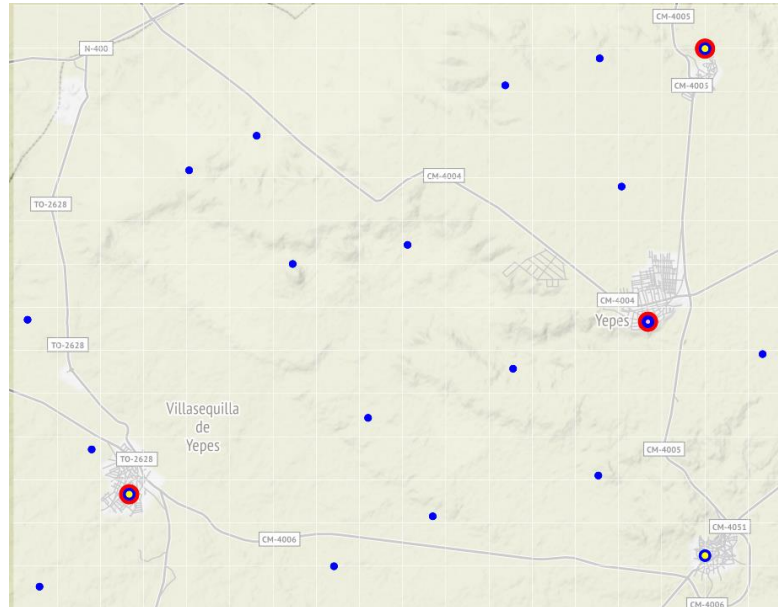 CM-4005
N-400
CM-4005
CM-4004
TO-2628
CM-4004
Yepes
TO-2628
Villasequilla
de
Yepes
CM-4005
TO-2628
CM-4051
CM-4006
CM-4006